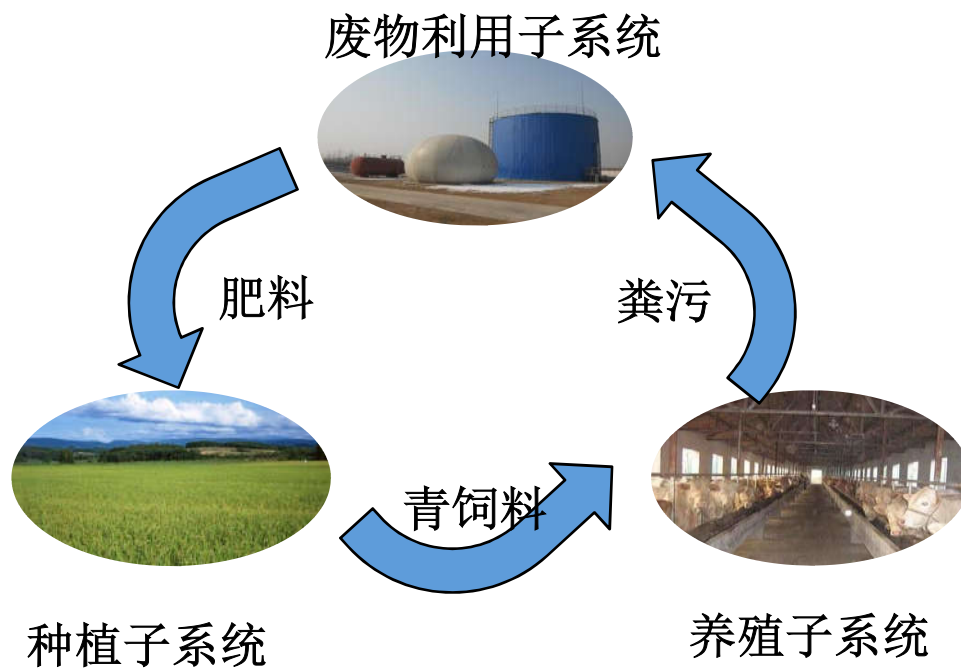 废物利用子系统
肥料
粪污
青饲料
种植子系统
养殖子系统